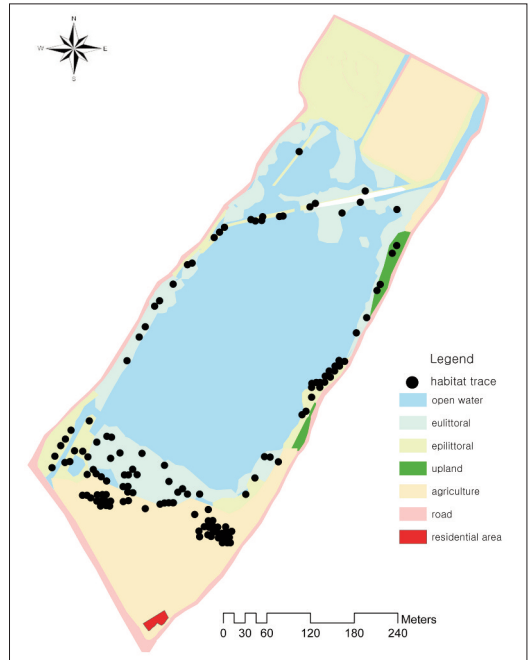 N
W E
S
Legend
habitat trace
open water
eulittoral
epilittoral
upland
agriculture
road
residential area
Meters
0 30 60 120 180 240